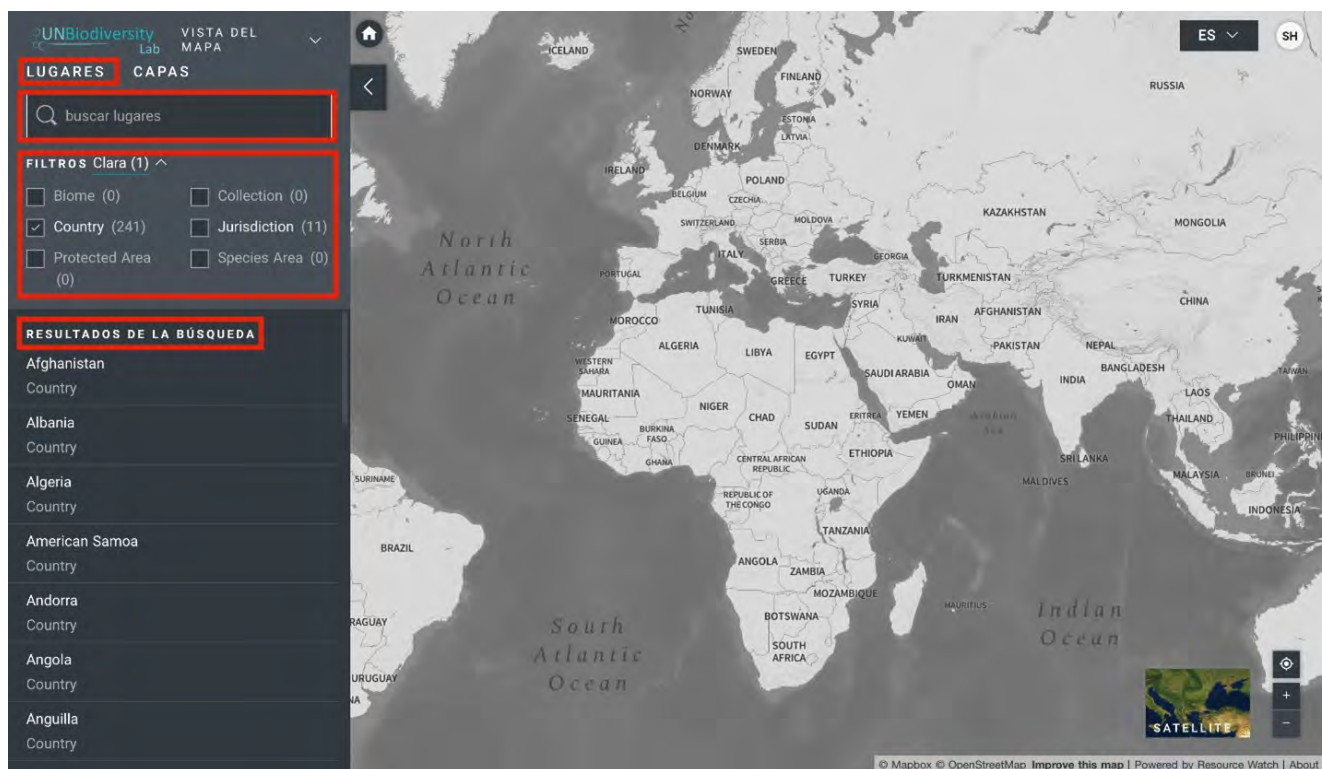 UNBiodiversity
Lab
VISTA DEL
MAPA
LUGARES CAPAS
buscar lugares
FILTROS Clara (1)
Biome (0) Collection (0)
Country (241) Jurisdiction (11)
Protected Area Species Area (0)
(0)
RESULTADOS DE LA BÚSQUEDA
Afghanistan
Country
Albania
Country
Algeria
Country
American Samoa
Country
Andorra
Country
Angola
Country
Anguilla
Country
ES SH
ICELAND
SWEDEN
FINLAND
NORWAY
RUSSIA
ESTONIA
LATVIA
DENMARK
IRELAND
POLAND
BELGIUM
CZECHIA
KAZAKHSTAN
SWITZERLAND
MOLDOVA
MONGOLIA
SERBIA
ITALY
GEORGIA
PORTUGAL
GREECE
TURKEY
TURKMENISTAN
North
Atlantic
Ocean
SYRIA
CHINA
TUNISIA
AFGHANISTAN
MOROCCO
IRAN
ALGERIA
LIBYA
EGYPT
KUWAIT
PAKISTAN
NEPAL
WESTERN
SAHARA
SAUDI ARABIA
BANGLADESH
TAIWAN
OMAN
INDIA
MAURITANIA
LAOS
NIGER
CHAD
SENEGAL
SUDAN
ERITREA
YEMEN
Arabian
Sea
THAILAND
BURKINA
FASO
GUINEA
PHILIPPIN
GHANA
CENTRAL AFRICAN
REPUBLIC
ETHIOPIA
SRI LANKA
SURINAME
MALDIVES
MALAYSIA
BRUNEI
REPUBLIC OF
THE CONGO
UGANDA
INDONESIA
TANZANIA
BRAZIL
ANGOLA
ZAMBIA
MOZAMBIQUE
MAURITIUS
Indian
Ocean
BOTSWANA
RAGUAY
South
Atlantic
Ocean
SOUTH
AFRICA
URUGUAY
NA
SATELLITE
© Mapbox © OpenStreetMap Improve this map | Powered by Resource Watch | About